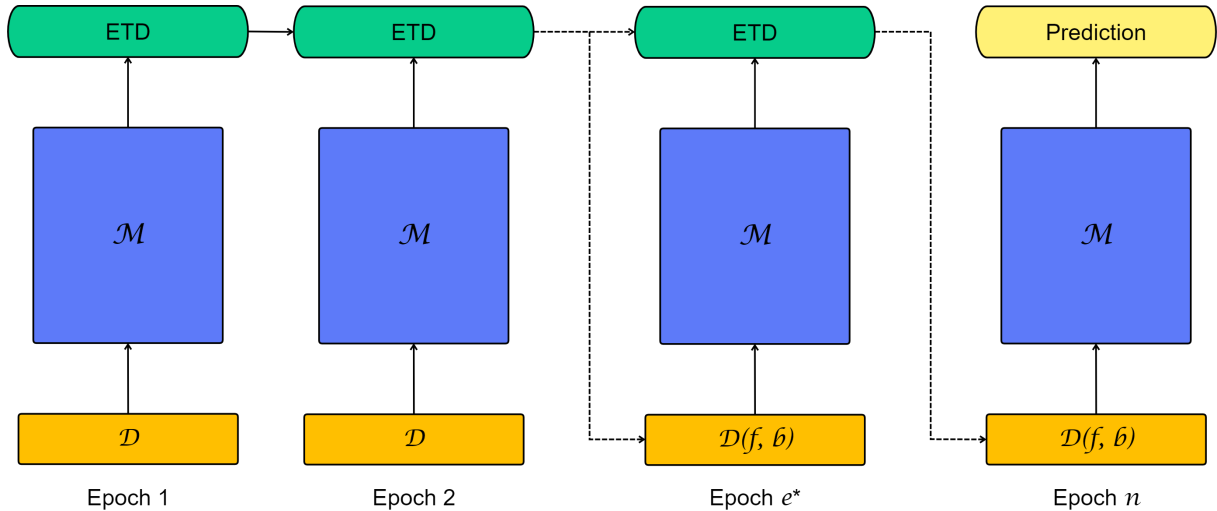 ETD
ETD
ETD
Prediction
ℳ
ℳ
ℳ
ℳ
𝒟
𝒟
𝒟(f, b)
𝒟(f, b)
Epoch 1
Epoch 2
Epoch e*
Epoch n